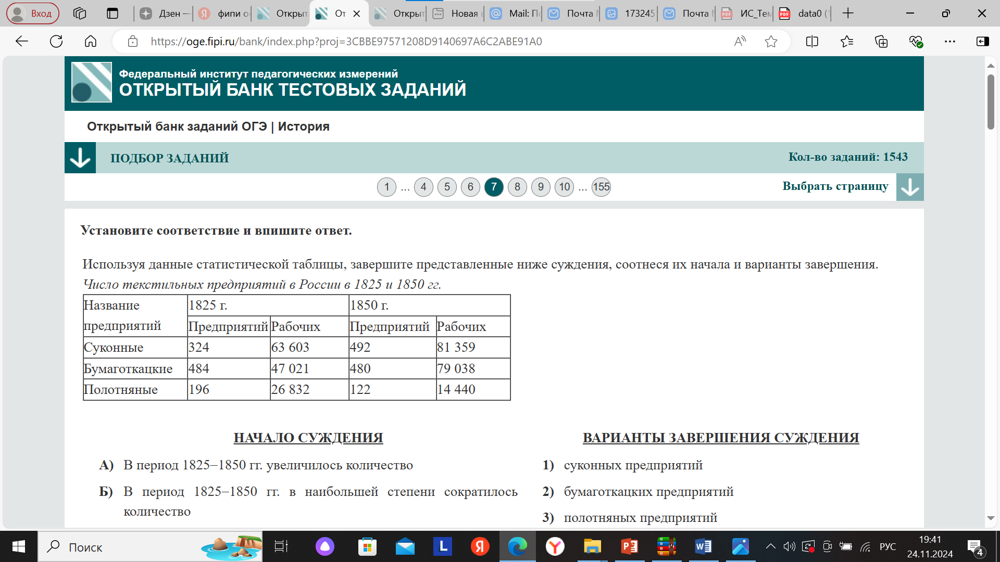 Вход
Дзен —
фипи о
Открыт
От
Открыт
Новая в
Mail: По
Почта М
173245
Почта М
ИС_Тем
data0 (1
https://oge.fipi.ru/bank/index.php?proj=3CBBE97571208D9140697A6C2ABE91A0
Федеральный институт педагогических измерений
ОТКРЫТЫЙ БАНК ТЕСТОВЫХ ЗАДАНИЙ
Открытый банк заданий ОГЭ | История
ПОДБОР ЗАДАНИЙ
Кол-во заданий: 1543
1 ... 4 5 6 7 8 9 10 ... 155
Выбрать страницу
Установите соответствие и впишите ответ.
Используя данные статистической таблицы, завершите представленные ниже суждения, соотнеся их начала и варианты завершения.
Число текстильных предприятий в России в 1825 и 1850 гг.
Название предприятий 1825 г. 1850 г.
Предприятий Рабочих Предприятий Рабочих
Суконные 324 63 603 492 81 359
Бумаготкацкие 484 47 021 480 79 038
Полотняные 196 26 832 122 14 440
НАЧАЛО СУЖДЕНИЯ
А) В период 1825–1850 гг. увеличилось количество
Б) В период 1825–1850 гг. в наибольшей степени сократилось
количество
ВАРИАНТЫ ЗАВЕРШЕНИЯ СУЖДЕНИЯ
1) суконных предприятий
2) бумаготкацких предприятий
3) полотняных предприятий
Поиск
РУС
19:41
24.11.2024
4